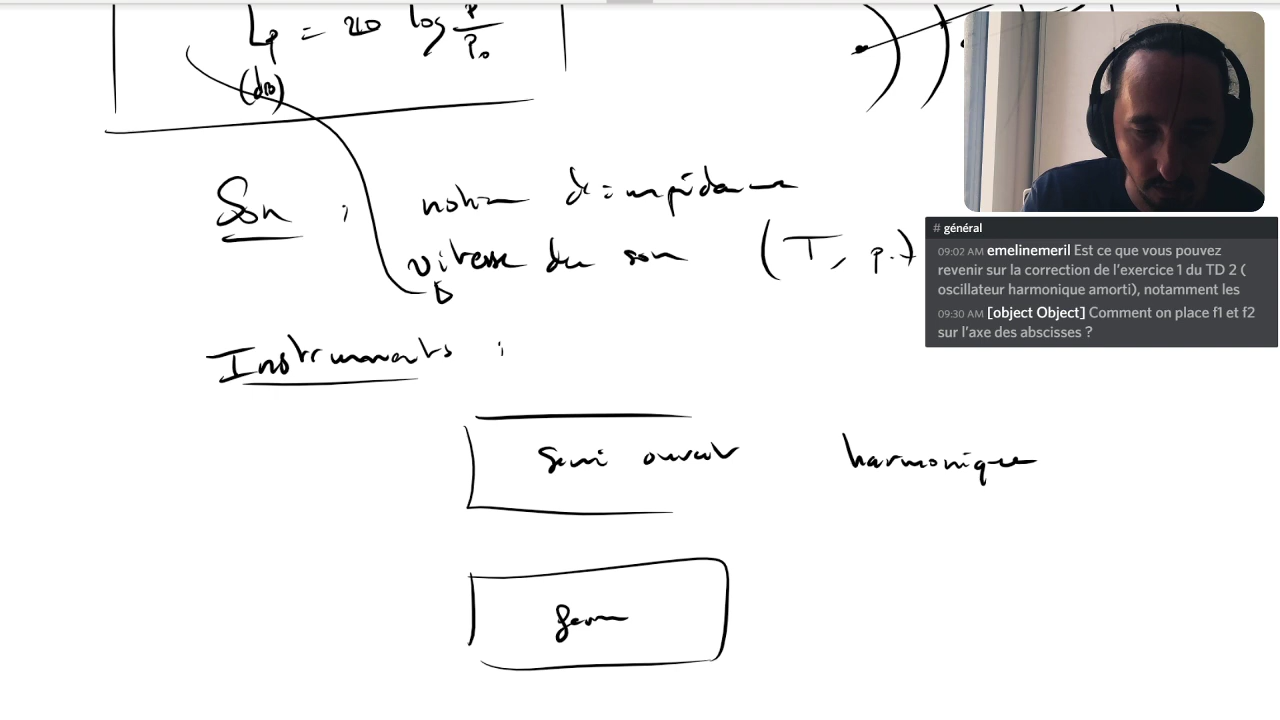 Lp = 20 log P/P₀
(dB)
Son : notion d'impédance
vitesse du son (T, p.)
Instruments :
Semi ouvert harmonique
ferm
# général
09:02 AM emelinemeril Est ce que vous pouvez
revenir sur la correction de l'exercice 1 du TD 2 (
oscillateur harmonique amorti), notamment les
09:30 AM [object Object] Comment on place f1 et f2
sur l'axe des abscisses ?